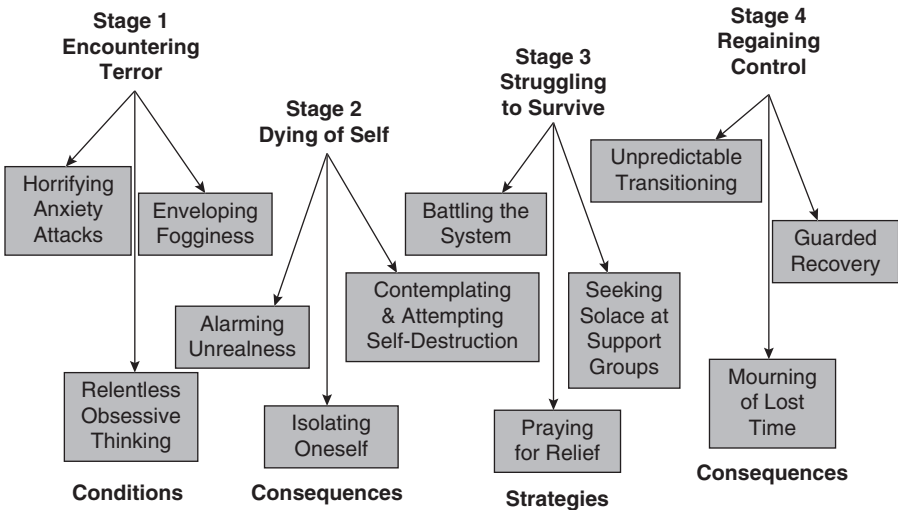 Stage 1
Encountering
Terror
Horrifying
Anxiety
Attacks
Enveloping
Fogginess
Relentless
Obsessive
Thinking
Conditions
Stage 2
Dying of Self
Alarming
Unrealness
Contemplating
& Attempting
Self-Destruction
Isolating
Oneself
Consequences
Stage 3
Struggling
to Survive
Battling the
System
Seeking
Solace at
Support
Groups
Praying
for Relief
Strategies
Stage 4
Regaining
Control
Unpredictable
Transitioning
Guarded
Recovery
Mourning
of Lost
Time
Consequences